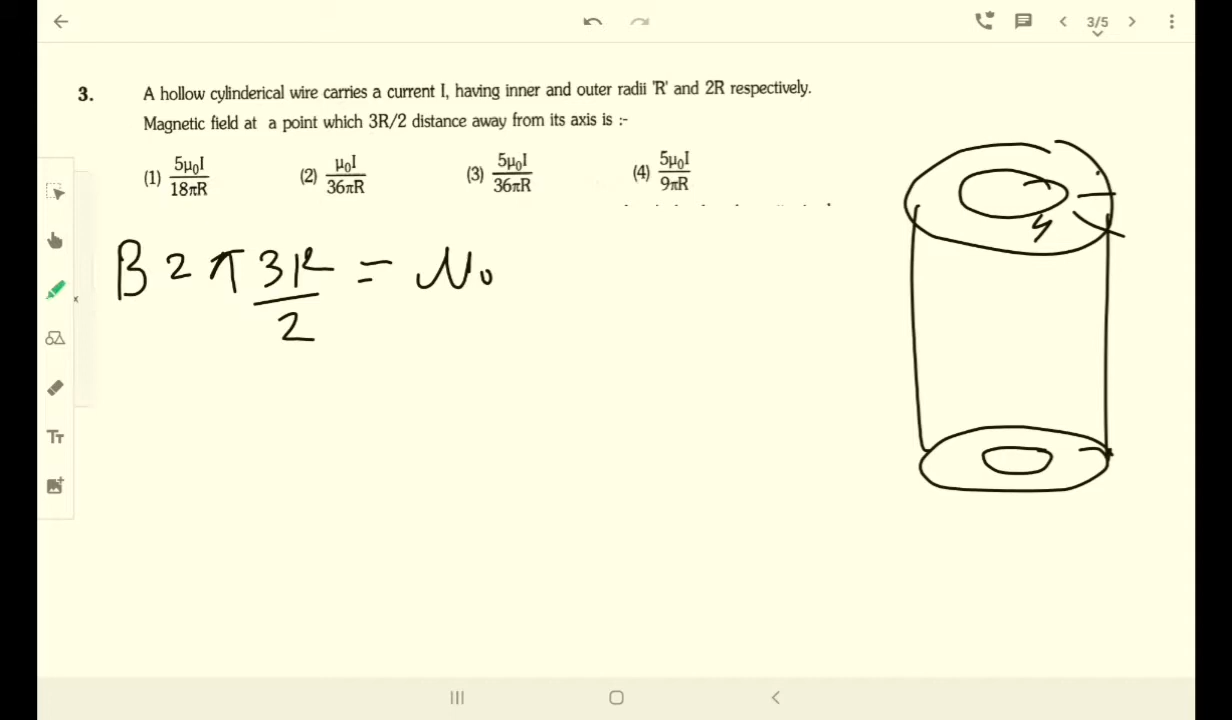 3/5
3. A hollow cylinderical wire carries a current I, having inner and outer radii 'R' and 2R respectively.
Magnetic field at a point which 3R/2 distance away from its axis is :-
(1) 5μ₀I/18πR (2) μ₀I/36πR (3) 5μ₀I/36πR (4) 5μ₀I/9πR
B 2 π 3R/2 = μ₀
Tт